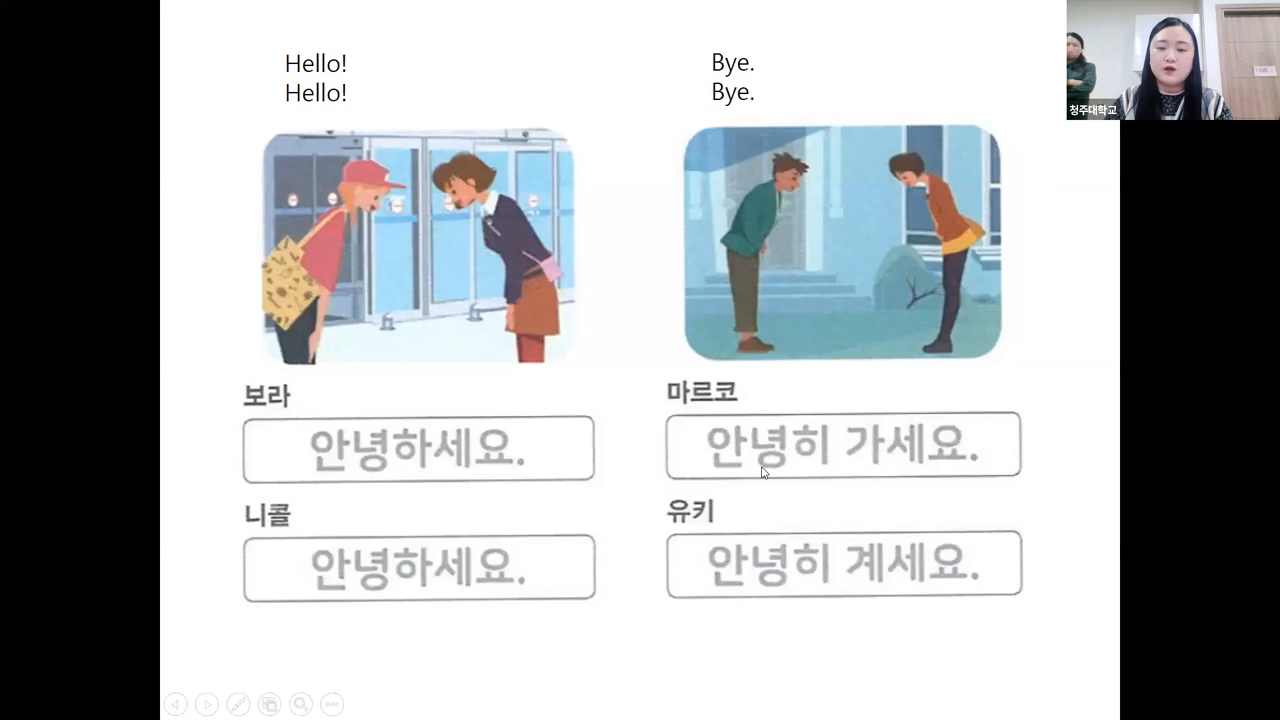 Hello!
Hello!
보라
안녕하세요.
니콜
안녕하세요.
Bye.
Bye.
마르코
안녕히 가세요.
유키
안녕히 계세요.
청주대학교